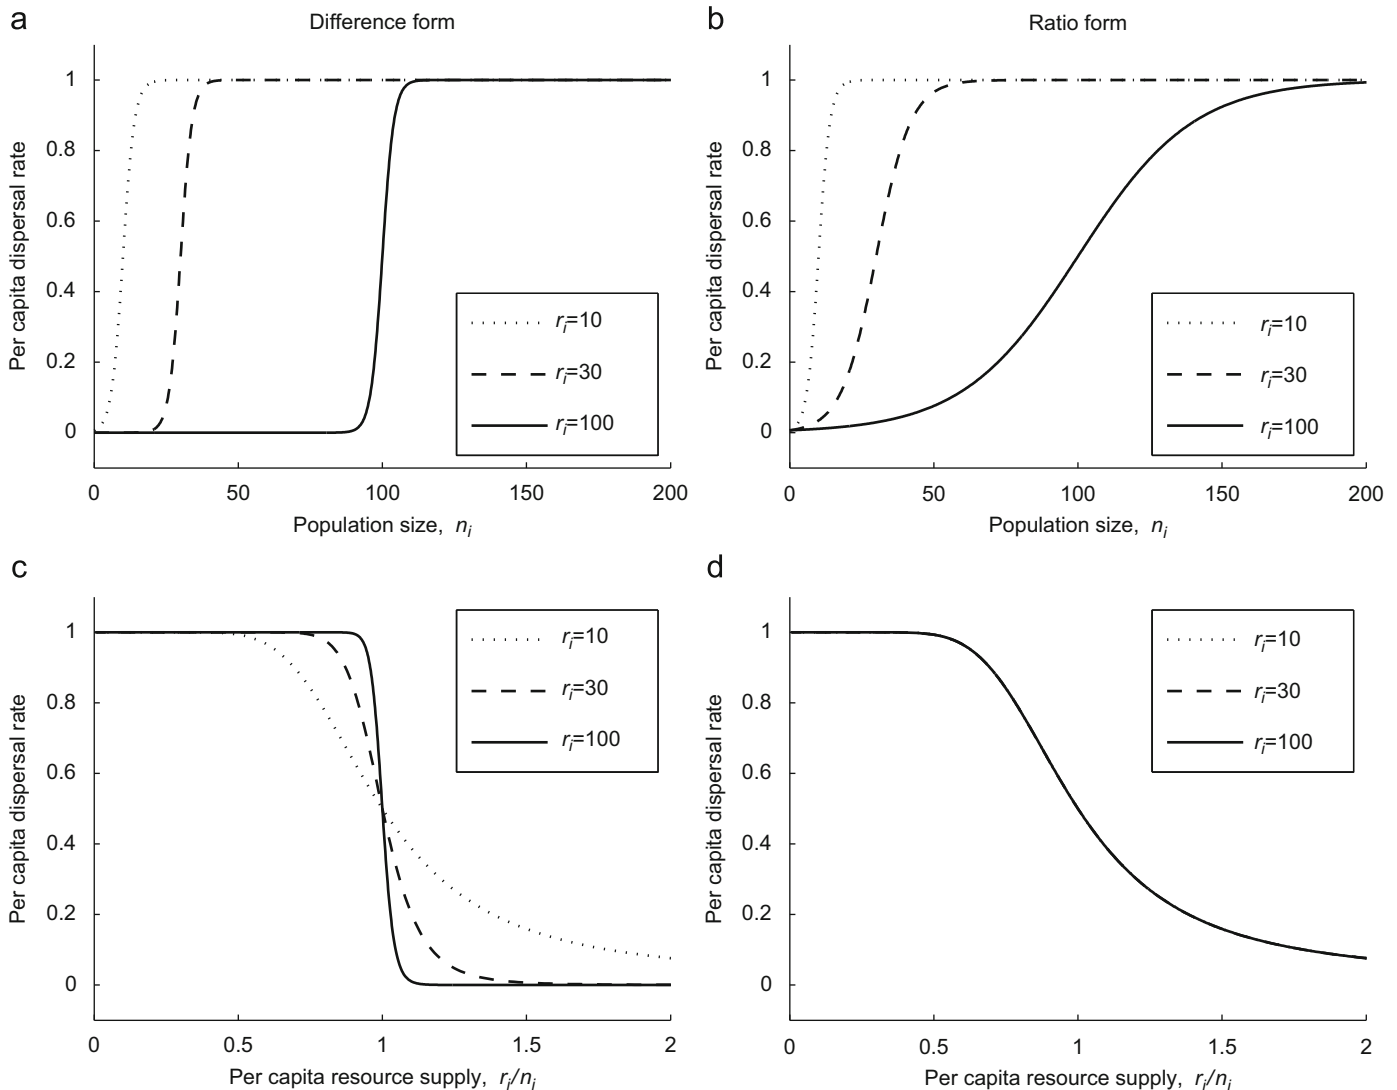 a
Difference form
Per capita dispersal rate
1
0.8
0.6
0.4
0.2
0
r_i=10
r_i=30
r_i=100
0 50 100 150 200
Population size, n_i
b
Ratio form
Per capita dispersal rate
1
0.8
0.6
0.4
0.2
0
r_i=10
r_i=30
r_i=100
0 50 100 150 200
Population size, n_i
c
Per capita dispersal rate
1
0.8
0.6
0.4
0.2
0
r_i=10
r_i=30
r_i=100
0 0.5 1 1.5 2
Per capita resource supply, r_i/n_i
d
Per capita dispersal rate
1
0.8
0.6
0.4
0.2
0
r_i=10
r_i=30
r_i=100
0 0.5 1 1.5 2
Per capita resource supply, r_i/n_i